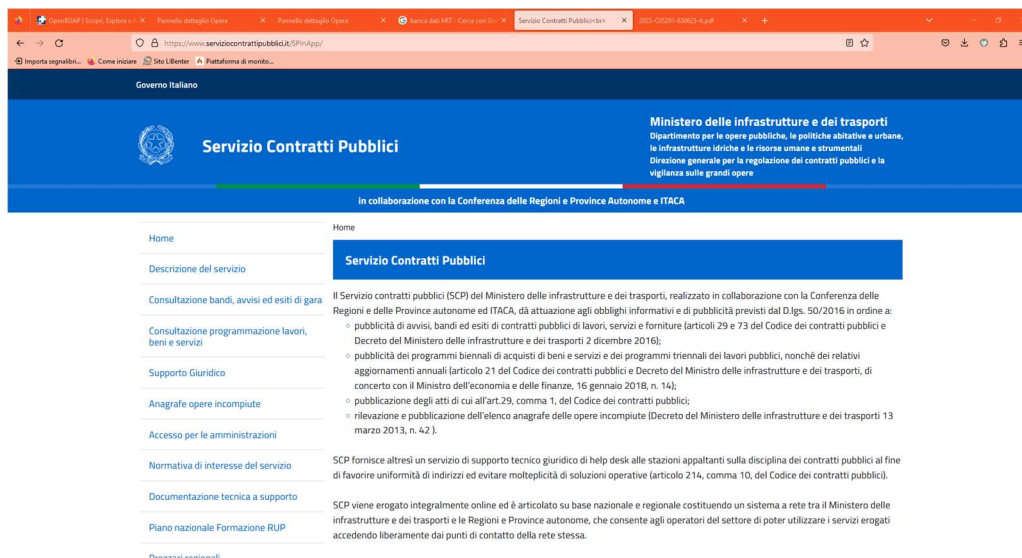 OpenBDAP | Scopri, Esplora e
Pannello dettaglio Opera
Pannello dettaglio Opera
banca dati MIT - Cerca con Go
Servizio Contratti Pubblici<br>
2023-OJS201-630623-it.pdf
https://www.serviziocontrattipubblici.it/SPInApp/
Importa segnalibri...
Come iniziare
Sito LIBenter
Piattaforma di monito...
Governo Italiano
Servizio Contratti Pubblici
Ministero delle infrastrutture e dei trasporti
Dipartimento per le opere pubbliche, le politiche abitative e urbane,
le infrastrutture idriche e le risorse umane e strumentali
Direzione generale per la regolazione dei contratti pubblici e la
vigilanza sulle grandi opere
in collaborazione con la Conferenza delle Regioni e Province Autonome e ITACA
Home
Descrizione del servizio
Consultazione bandi, avvisi ed esiti di gara
Consultazione programmazione lavori,
beni e servizi
Supporto Giuridico
Anagrafe opere incompiute
Accesso per le amministrazioni
Normativa di interesse del servizio
Documentazione tecnica a supporto
Piano nazionale Formazione RUP
Prezzari regionali
Home
Servizio Contratti Pubblici
Il Servizio contratti pubblici (SCP) del Ministero delle infrastrutture e dei trasporti, realizzato in collaborazione con la Conferenza delle
Regioni e delle Province autonome ed ITACA, dà attuazione agli obblighi informativi e di pubblicità previsti dal D.lgs. 50/2016 in ordine a:
pubblicità di avvisi, bandi ed esiti di contratti pubblici di lavori, servizi e forniture (articoli 29 e 73 del Codice dei contratti pubblici e
Decreto del Ministero delle infrastrutture e dei trasporti 2 dicembre 2016);
pubblicità dei programmi biennali di acquisti di beni e servizi e dei programmi triennali dei lavori pubblici, nonché dei relativi
aggiornamenti annuali (articolo 21 del Codice dei contratti pubblici e Decreto del Ministro delle infrastrutture e dei trasporti, di
concerto con il Ministro dell'economia e delle finanze, 16 gennaio 2018, n. 14);
pubblicazione degli atti di cui all'art.29, comma 1, del Codice dei contratti pubblici;
rilevazione e pubblicazione dell'elenco anagrafe delle opere incompiute (Decreto del Ministero delle infrastrutture e dei trasporti 13
marzo 2013, n. 42 ).
SCP fornisce altresì un servizio di supporto tecnico giuridico di help desk alle stazioni appaltanti sulla disciplina dei contratti pubblici al fine
di favorire uniformità di indirizzi ed evitare molteplicità di soluzioni operative (articolo 214, comma 10, del Codice dei contratti pubblici).
SCP viene erogato integralmente online ed è articolato su base nazionale e regionale costituendo un sistema a rete tra il Ministero delle
infrastrutture e dei trasporti e le Regioni e Province autonome, che consente agli operatori del settore di poter utilizzare i servizi erogati
accedendo liberamente dai punti di contatto della rete stessa.